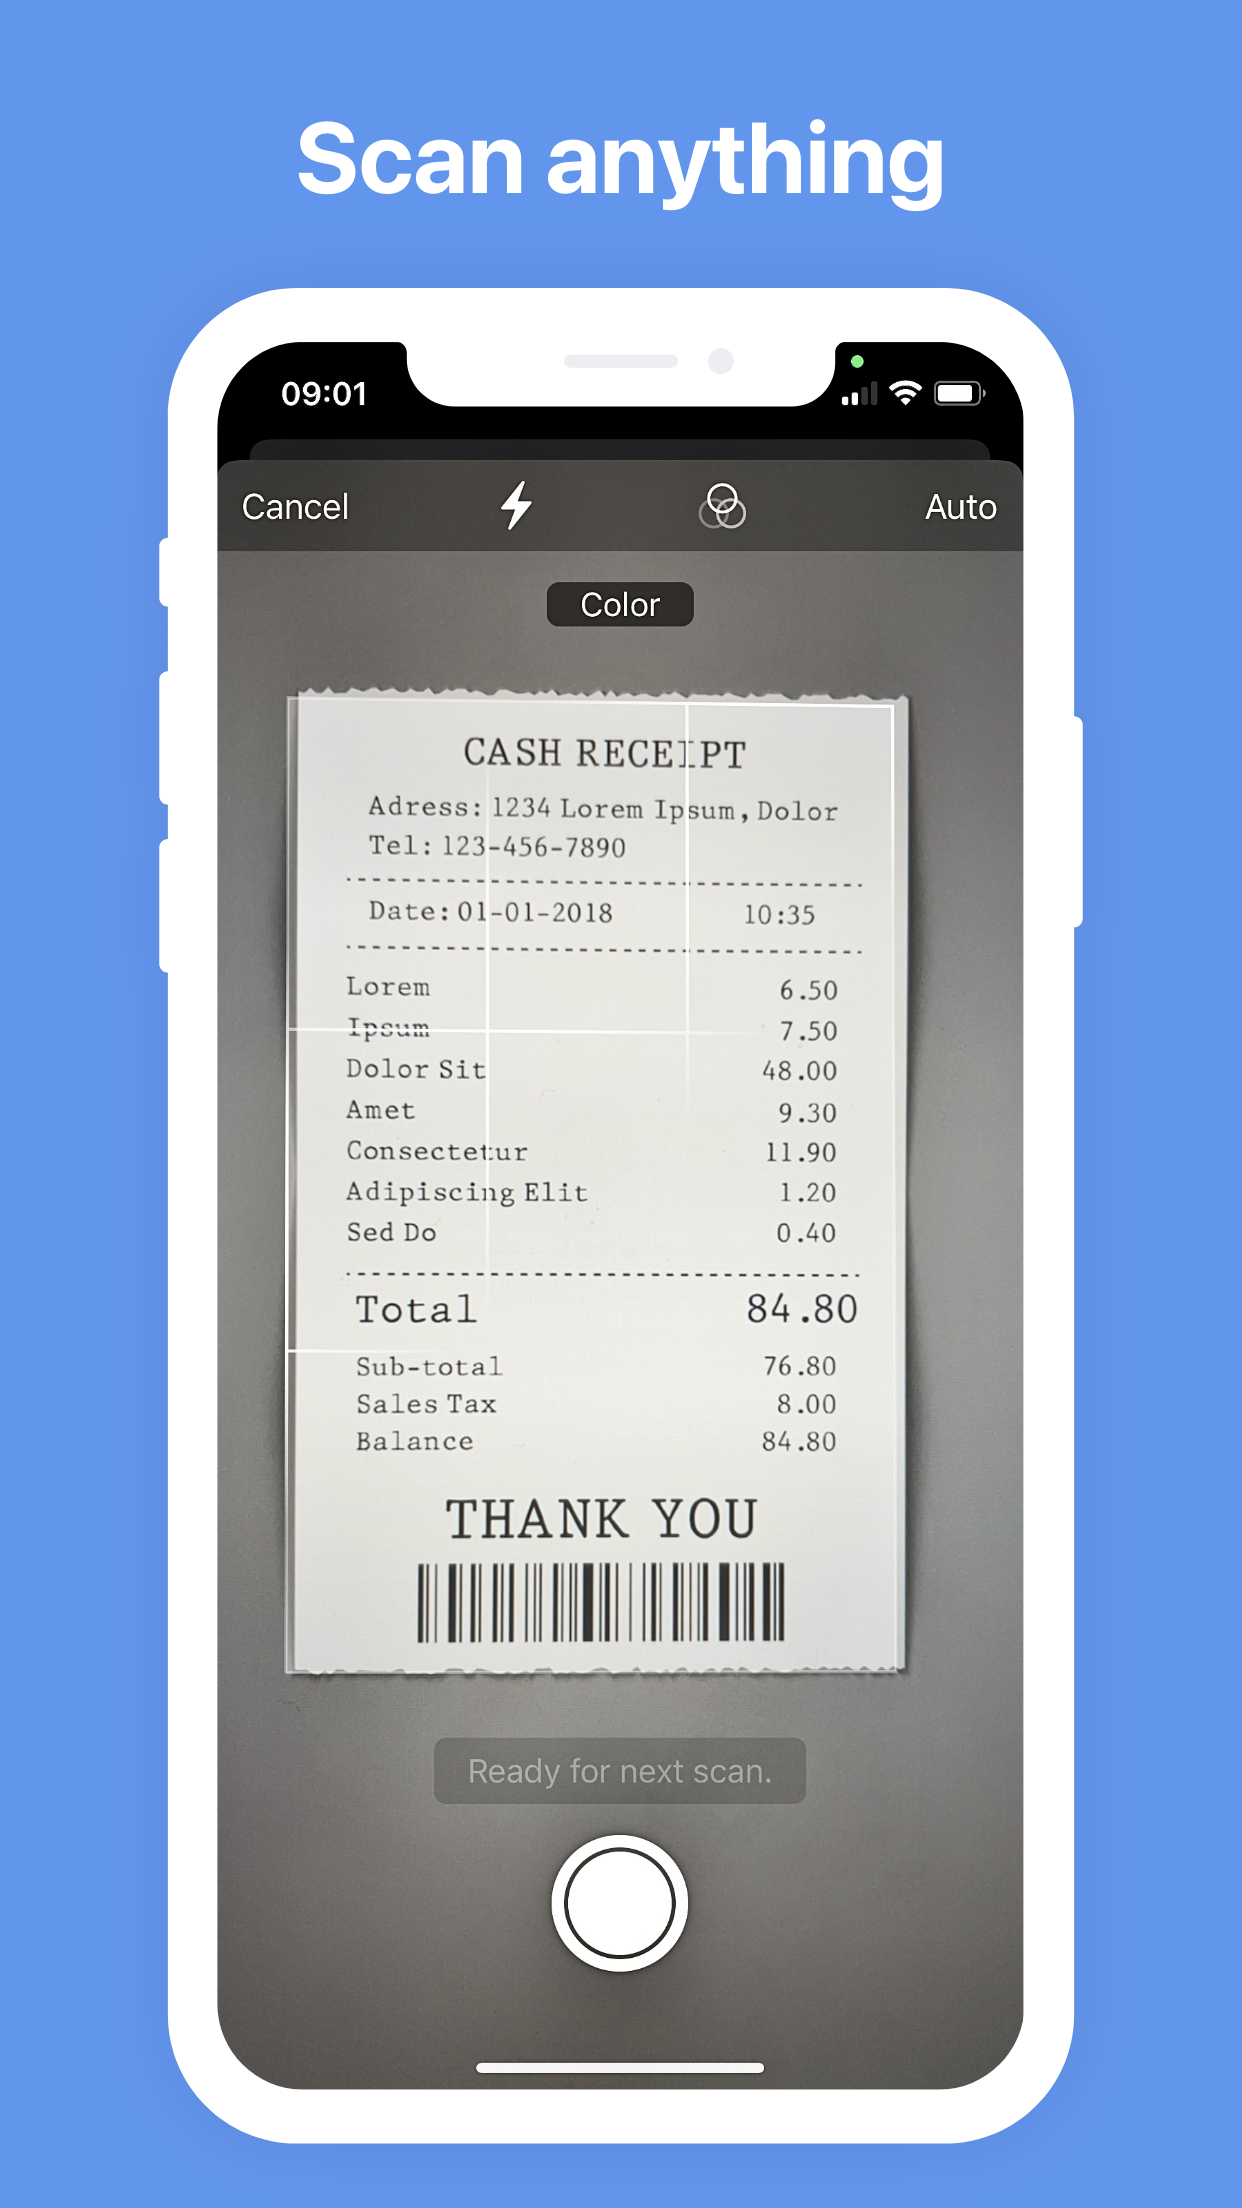 Scan anything
09:01
Cancel Auto
Color
CASH RECEIPT
Adress: 1234 Lorem Ipsum, Dolor
Tel: 123-456-7890
Date: 01-01-2018 10:35
Lorem 6.50
Ipsum 7.50
Dolor Sit 48.00
Amet 9.30
Consectetur 11.90
Adipiscing Elit 1.20
Sed Do 0.40
Total 84.80
Sub-total 76.80
Sales Tax 8.00
Balance 84.80
THANK YOU
Ready for next scan.